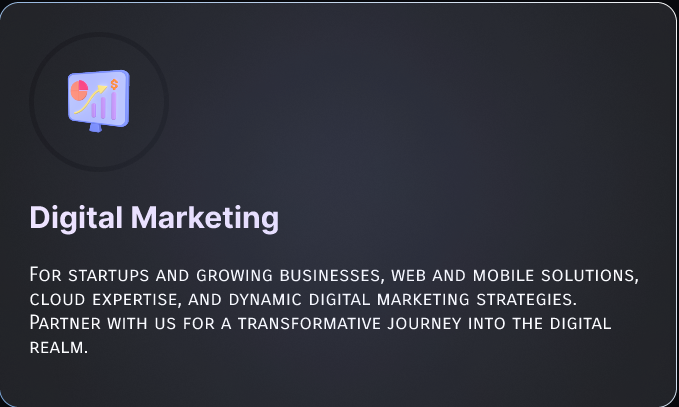 $
Digital Marketing
For startups and growing businesses, web and mobile solutions,
cloud expertise, and dynamic digital marketing strategies.
Partner with us for a transformative journey into the digital
realm.